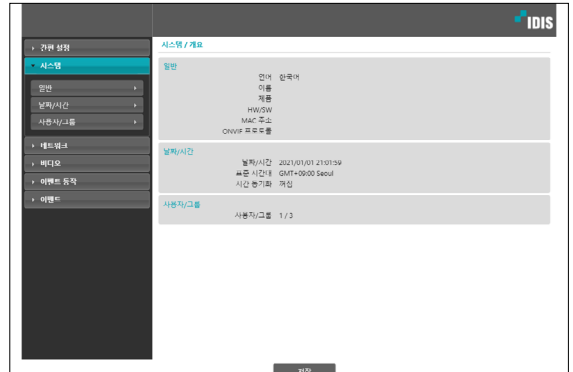 IDIS
간편 설정
시스템
일반
날짜/시간
사용자/그룹
네트워크
비디오
이벤트 동작
이벤트
시스템 / 개요
일반
언어 한국어
이름
제품
HW/SW
MAC 주소
ONVIF 프로토콜
날짜/시간
날짜/시간 2021/01/01 21:01:59
표준 시간대 GMT+09:00 Seoul
시간 동기화 꺼짐
사용자/그룹
사용자/그룹 1 / 3
저장